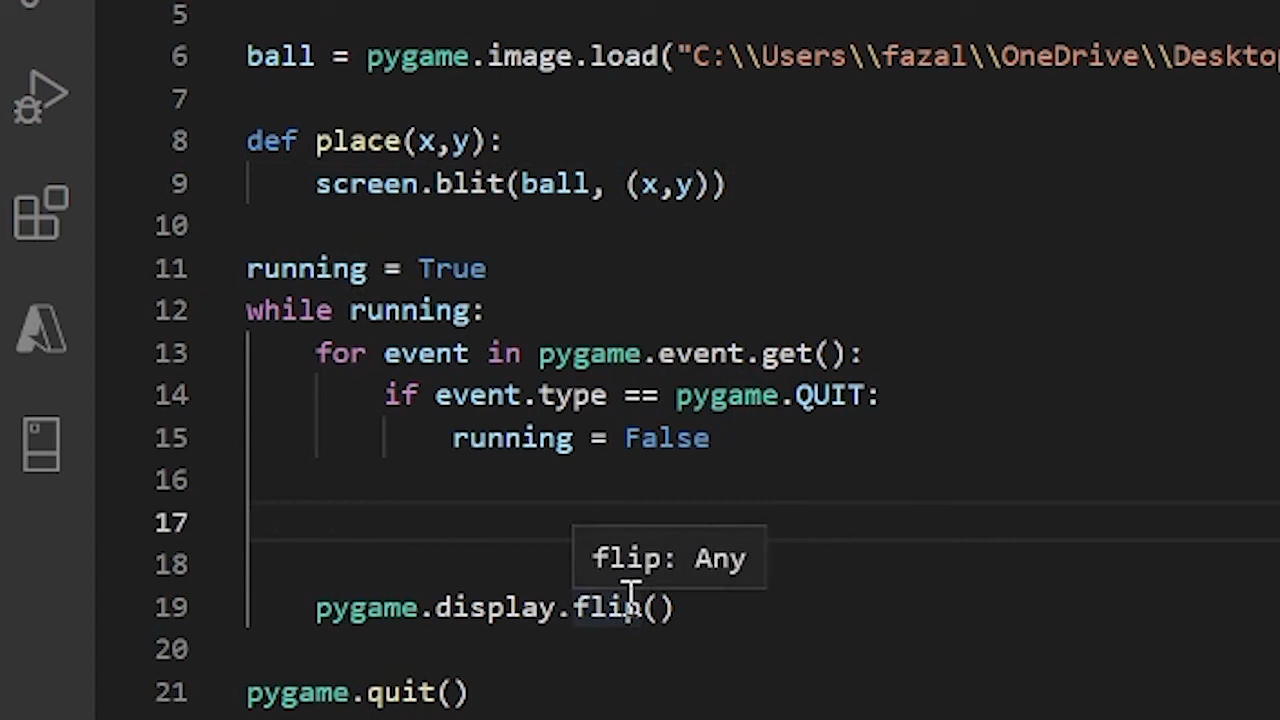 5
6 ball = pygame.image.load("C:\\Users\\fazal\\OneDrive\\Deskto
7
8 def place(x,y):
9 screen.blit(ball, (x,y))
10
11 running = True
12 while running:
13 for event in pygame.event.get():
14 if event.type == pygame.QUIT:
15 running = False
16
17
flip: Any
18
19 pygame.display.flip()
20
21 pygame.quit()